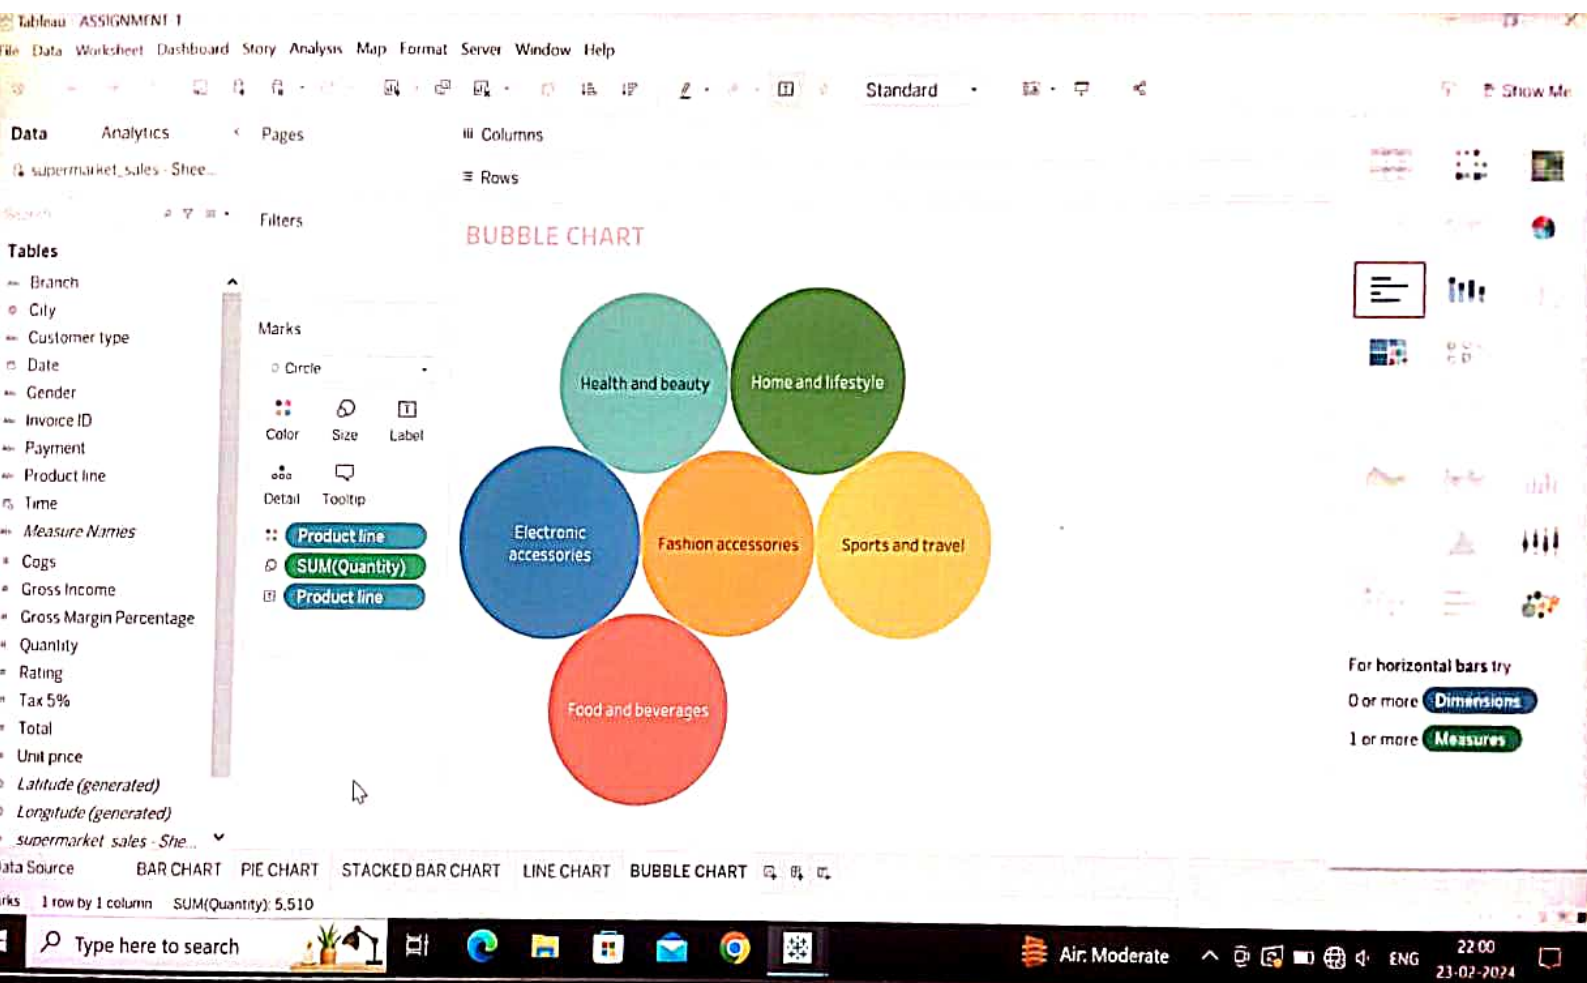 Tableau - ASSIGNMENT 1
File Data Worksheet Dashboard Story Analysis Map Format Server Window Help
Standard
Show Me
Data Analytics
Pages
Columns
supermarket_sales - Shee...
Rows
Search
Filters
Tables
BUBBLE CHART
Branch
City
Customer type
Date
Gender
Invoice ID
Payment
Product line
Time
Measure Names
Cogs
Gross Income
Gross Margin Percentage
Quantity
Rating
Tax 5%
Total
Unit price
Latitude (generated)
Longitude (generated)
supermarket_sales - She...
Marks
Circle
Color Size Label
Detail Tooltip
Product line
SUM(Quantity)
Product line
Health and beauty
Home and lifestyle
Electronic
accessories
Fashion accessories
Sports and travel
Food and beverages
For horizontal bars try
0 or more Dimensions
1 or more Measures
Data Source BAR CHART PIE CHART STACKED BAR CHART LINE CHART BUBBLE CHART
1 row by 1 column SUM(Quantity): 5,510
Type here to search
Air: Moderate
ENG
22:00
23-02-2024